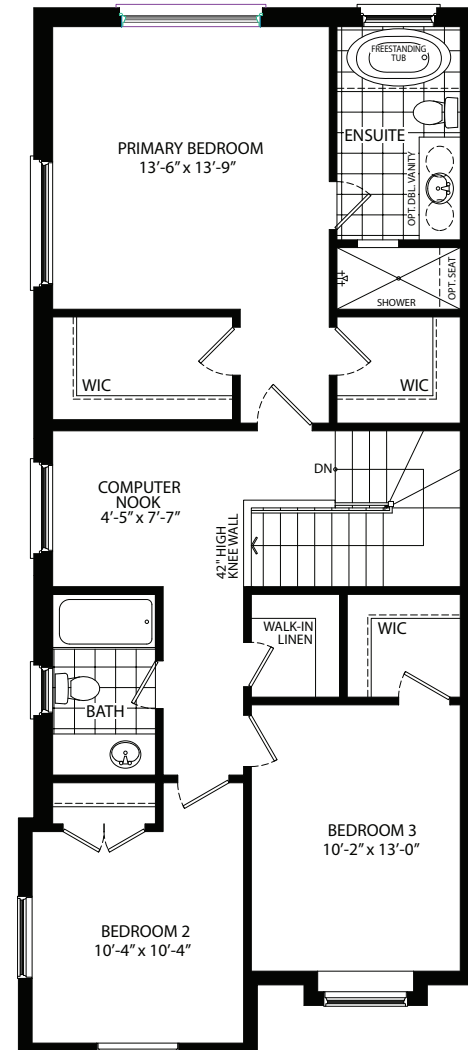 FREESTANDING
TUB
PRIMARY BEDROOM
13'-6" x 13'-9"
ENSUITE
OPT. DBL. VANITY
OPT. SEAT
SHOWER
WIC
WIC
DN
COMPUTER
NOOK
4'-5" x 7'-7"
42" HIGH
KNEE WALL
WALK-IN
LINEN
WIC
BATH
BEDROOM 3
10'-2" x 13'-0"
BEDROOM 2
10'-4" x 10'-4"